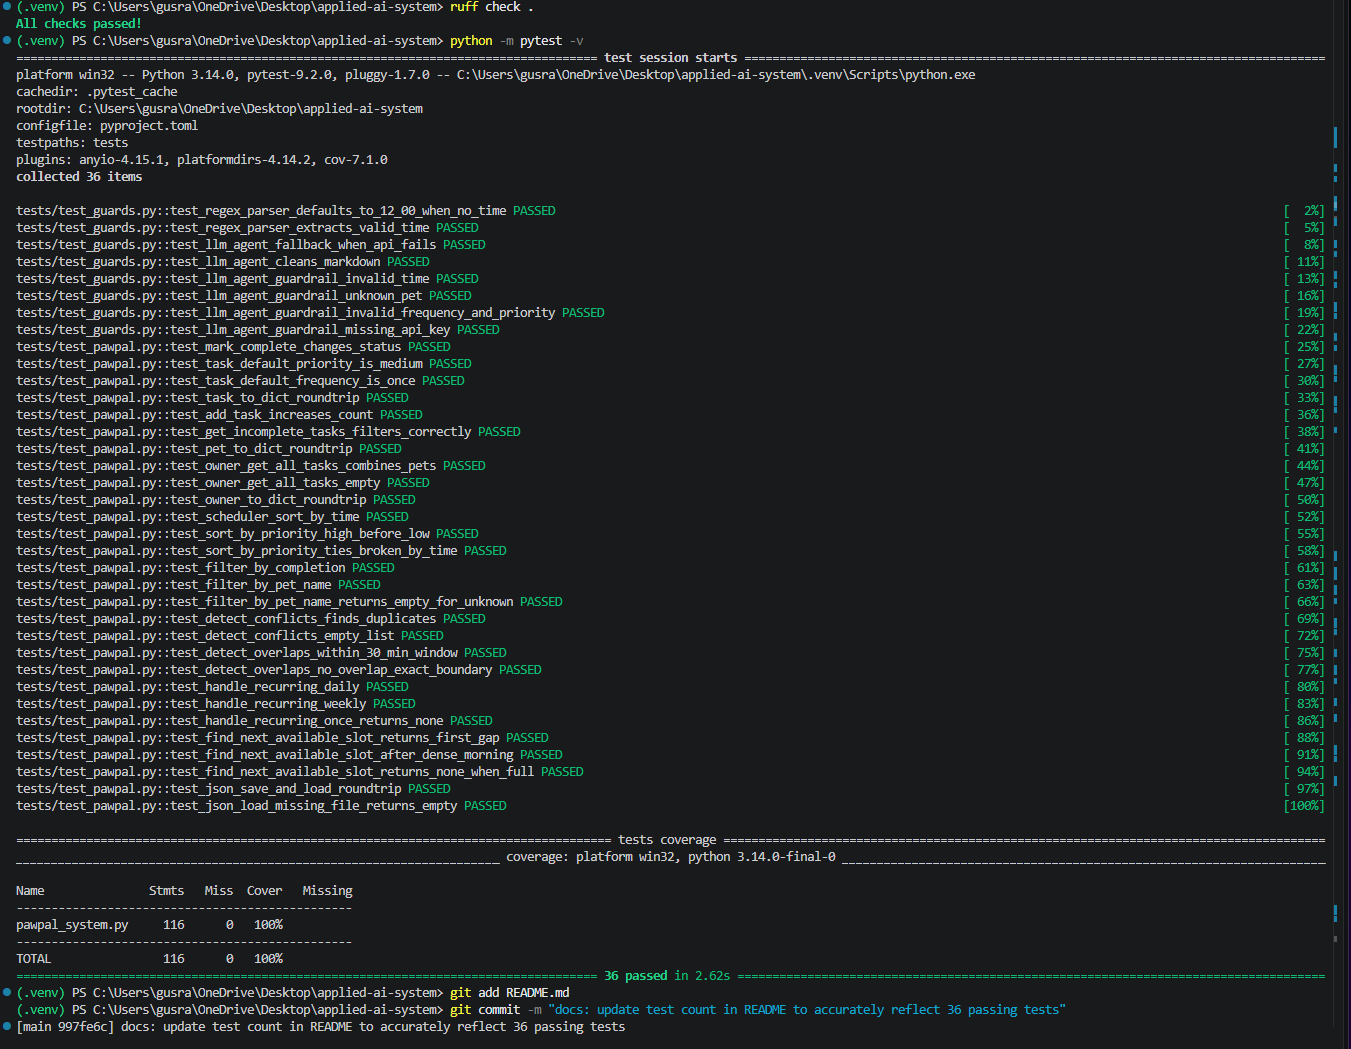 (.venv) PS C:\Users\gusra\OneDrive\Desktop\applied-ai-system> ruff check .
All checks passed!
(.venv) PS C:\Users\gusra\OneDrive\Desktop\applied-ai-system> python -m pytest -v
=================================================================================== test session starts ===================================================================================
platform win32 -- Python 3.14.0, pytest-9.2.0, pluggy-1.7.0 -- C:\Users\gusra\OneDrive\Desktop\applied-ai-system\.venv\Scripts\python.exe
cachedir: .pytest_cache
rootdir: C:\Users\gusra\OneDrive\Desktop\applied-ai-system
configfile: pyproject.toml
testpaths: tests
plugins: anyio-4.15.1, platformdirs-4.14.2, cov-7.1.0
collected 36 items
tests/test_guards.py::test_regex_parser_defaults_to_12_00_when_no_time PASSED [  2%]
tests/test_guards.py::test_regex_parser_extracts_valid_time PASSED [  5%]
tests/test_guards.py::test_llm_agent_fallback_when_api_fails PASSED [  8%]
tests/test_guards.py::test_llm_agent_cleans_markdown PASSED [ 11%]
tests/test_guards.py::test_llm_agent_guardrail_invalid_time PASSED [ 13%]
tests/test_guards.py::test_llm_agent_guardrail_unknown_pet PASSED [ 16%]
tests/test_guards.py::test_llm_agent_guardrail_invalid_frequency_and_priority PASSED [ 19%]
tests/test_guards.py::test_llm_agent_guardrail_missing_api_key PASSED [ 22%]
tests/test_pawpal.py::test_mark_complete_changes_status PASSED [ 25%]
tests/test_pawpal.py::test_task_default_priority_is_medium PASSED [ 27%]
tests/test_pawpal.py::test_task_default_frequency_is_once PASSED [ 30%]
tests/test_pawpal.py::test_task_to_dict_roundtrip PASSED [ 33%]
tests/test_pawpal.py::test_add_task_increases_count PASSED [ 36%]
tests/test_pawpal.py::test_get_incomplete_tasks_filters_correctly PASSED [ 38%]
tests/test_pawpal.py::test_pet_to_dict_roundtrip PASSED [ 41%]
tests/test_pawpal.py::test_owner_get_all_tasks_combines_pets PASSED [ 44%]
tests/test_pawpal.py::test_owner_get_all_tasks_empty PASSED [ 47%]
tests/test_pawpal.py::test_owner_to_dict_roundtrip PASSED [ 50%]
tests/test_pawpal.py::test_scheduler_sort_by_time PASSED [ 52%]
tests/test_pawpal.py::test_sort_by_priority_high_before_low PASSED [ 55%]
tests/test_pawpal.py::test_sort_by_priority_ties_broken_by_time PASSED [ 58%]
tests/test_pawpal.py::test_filter_by_completion PASSED [ 61%]
tests/test_pawpal.py::test_filter_by_pet_name PASSED [ 63%]
tests/test_pawpal.py::test_filter_by_pet_name_returns_empty_for_unknown PASSED [ 66%]
tests/test_pawpal.py::test_detect_conflicts_finds_duplicates PASSED [ 69%]
tests/test_pawpal.py::test_detect_conflicts_empty_list PASSED [ 72%]
tests/test_pawpal.py::test_detect_overlaps_within_30_min_window PASSED [ 75%]
tests/test_pawpal.py::test_detect_overlaps_no_overlap_exact_boundary PASSED [ 77%]
tests/test_pawpal.py::test_handle_recurring_daily PASSED [ 80%]
tests/test_pawpal.py::test_handle_recurring_weekly PASSED [ 83%]
tests/test_pawpal.py::test_handle_recurring_once_returns_none PASSED [ 86%]
tests/test_pawpal.py::test_find_next_available_slot_returns_first_gap PASSED [ 88%]
tests/test_pawpal.py::test_find_next_available_slot_after_dense_morning PASSED [ 91%]
tests/test_pawpal.py::test_find_next_available_slot_returns_none_when_full PASSED [ 94%]
tests/test_pawpal.py::test_json_save_and_load_roundtrip PASSED [ 97%]
tests/test_pawpal.py::test_json_load_missing_file_returns_empty PASSED [100%]
===================================================================================== tests coverage ======================================================================================
_____________________________________________________________________ coverage: platform win32, python 3.14.0-final-0 _____________________________________________________________________
Name Stmts Miss Cover Missing
------------------------------------------------
pawpal_system.py 116 0 100%
------------------------------------------------
TOTAL 116 0 100%
=================================================================================== 36 passed in 2.62s ====================================================================================
(.venv) PS C:\Users\gusra\OneDrive\Desktop\applied-ai-system> git add README.md
(.venv) PS C:\Users\gusra\OneDrive\Desktop\applied-ai-system> git commit -m "docs: update test count in README to accurately reflect 36 passing tests"
[main 997fe6c] docs: update test count in README to accurately reflect 36 passing tests